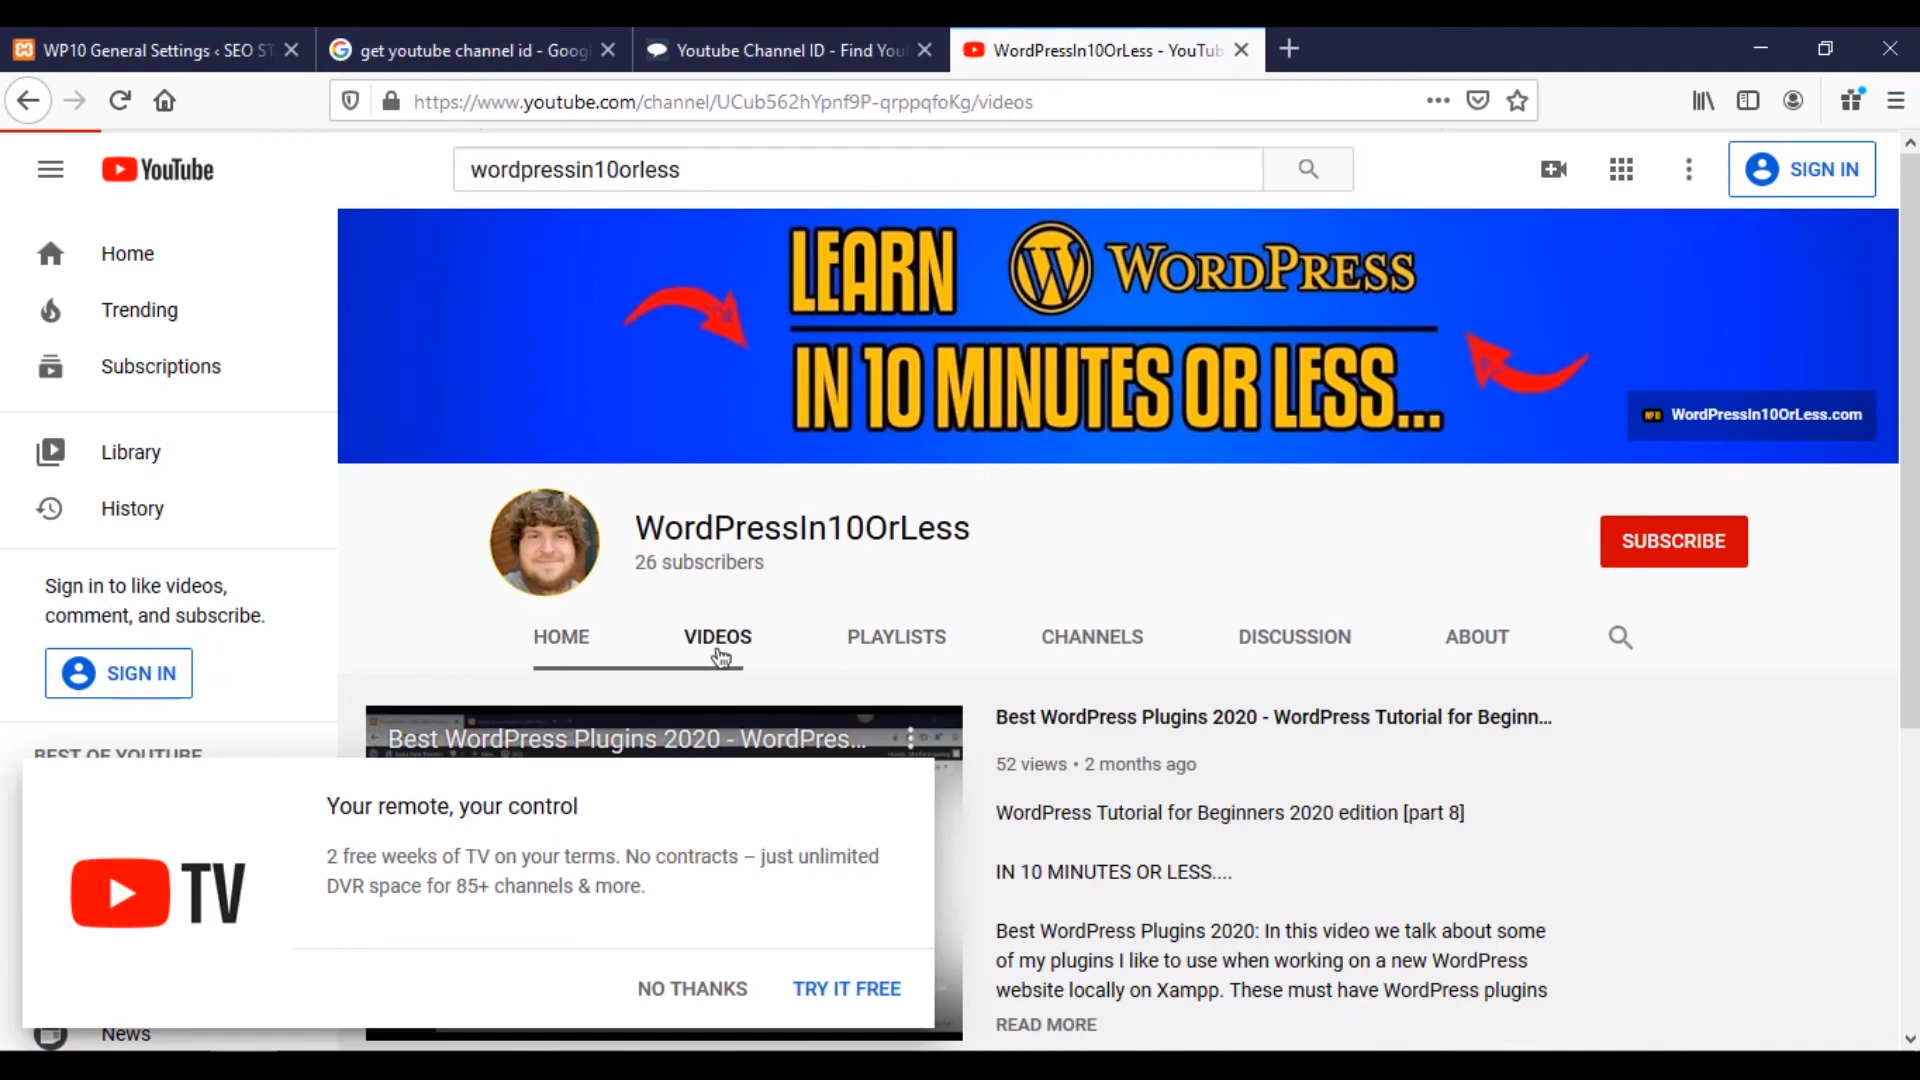 WP10 General Settings ‹ SEO ST
get youtube channel id - Googl
Youtube Channel ID - Find You
WordPressIn10OrLess - YouTub
https://www.youtube.com/channel/UCub562hYpnf9P-qrppqfoKg/videos
YouTube
wordpressin10orless
SIGN IN
Home
Trending
Subscriptions
Library
History
Sign in to like videos,
comment, and subscribe.
SIGN IN
BEST OF YOUTUBE
News
LEARN WORDPRESS
IN 10 MINUTES OR LESS...
WordPressIn10OrLess.com
WordPressIn10OrLess
26 subscribers
SUBSCRIBE
HOME
VIDEOS
PLAYLISTS
CHANNELS
DISCUSSION
ABOUT
Best WordPress Plugins 2020 - WordPres...
Best WordPress Plugins 2020 - WordPress Tutorial for Beginn...
52 views • 2 months ago
WordPress Tutorial for Beginners 2020 edition [part 8]
IN 10 MINUTES OR LESS....
Best WordPress Plugins 2020: In this video we talk about some
of my plugins I like to use when working on a new WordPress
website locally on Xampp. These must have WordPress plugins
READ MORE
TV
Your remote, your control
2 free weeks of TV on your terms. No contracts – just unlimited
DVR space for 85+ channels & more.
NO THANKS
TRY IT FREE